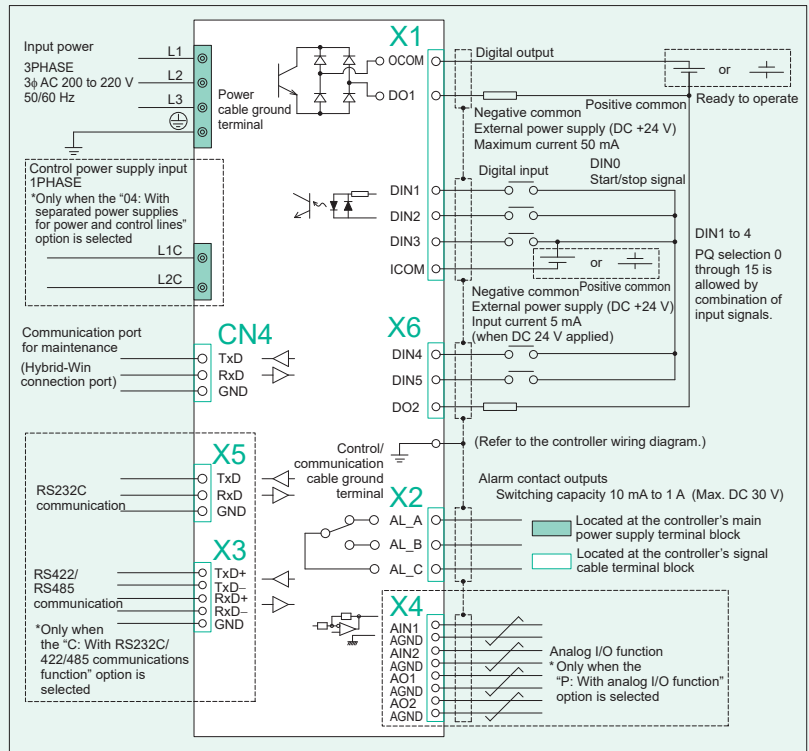 Input power
3PHASE
3ϕ AC 200 to 220 V
50/60 Hz
L1
L2
L3
Power
cable ground
terminal
Control power supply input
1PHASE
*Only when the “04: With
separated power supplies
for power and control lines”
option is selected
L1C
L2C
Communication port
for maintenance
(Hybrid-Win
connection port)
CN4
TxD
RxD
GND
X5
RS232C
communication
TxD
RxD
GND
X3
RS422/
RS485
communication
TxD+
TxD−
RxD+
RxD−
GND
*Only when
the “C: With RS232C/
422/485 communications
function” option is
selected
X1
OCOM
DO1
Digital output
or
Ready to operate
Positive common
Negative common
External power supply (DC +24 V)
Maximum current 50 mA
Digital input
DIN0
Start/stop signal
DIN1
DIN2
DIN3
ICOM
DIN1 to 4
PQ selection 0
through 15 is
allowed by
combination of
input signals.
or
Positive common
Negative common
External power supply (DC +24 V)
Input current 5 mA
(when DC 24 V applied)
X6
DIN4
DIN5
DO2
Control/
communication
cable ground
terminal
(Refer to the controller wiring diagram.)
X2
AL_A
AL_B
AL_C
Alarm contact outputs
Switching capacity 10 mA to 1 A (Max. DC 30 V)
Located at the controller’s main
power supply terminal block
Located at the controller’s signal
cable terminal block
X4
AIN1
AGND
AIN2
AGND
AO1
AGND
AO2
AGND
Analog I/O function
* Only when the
“P: With analog I/O function”
option is selected